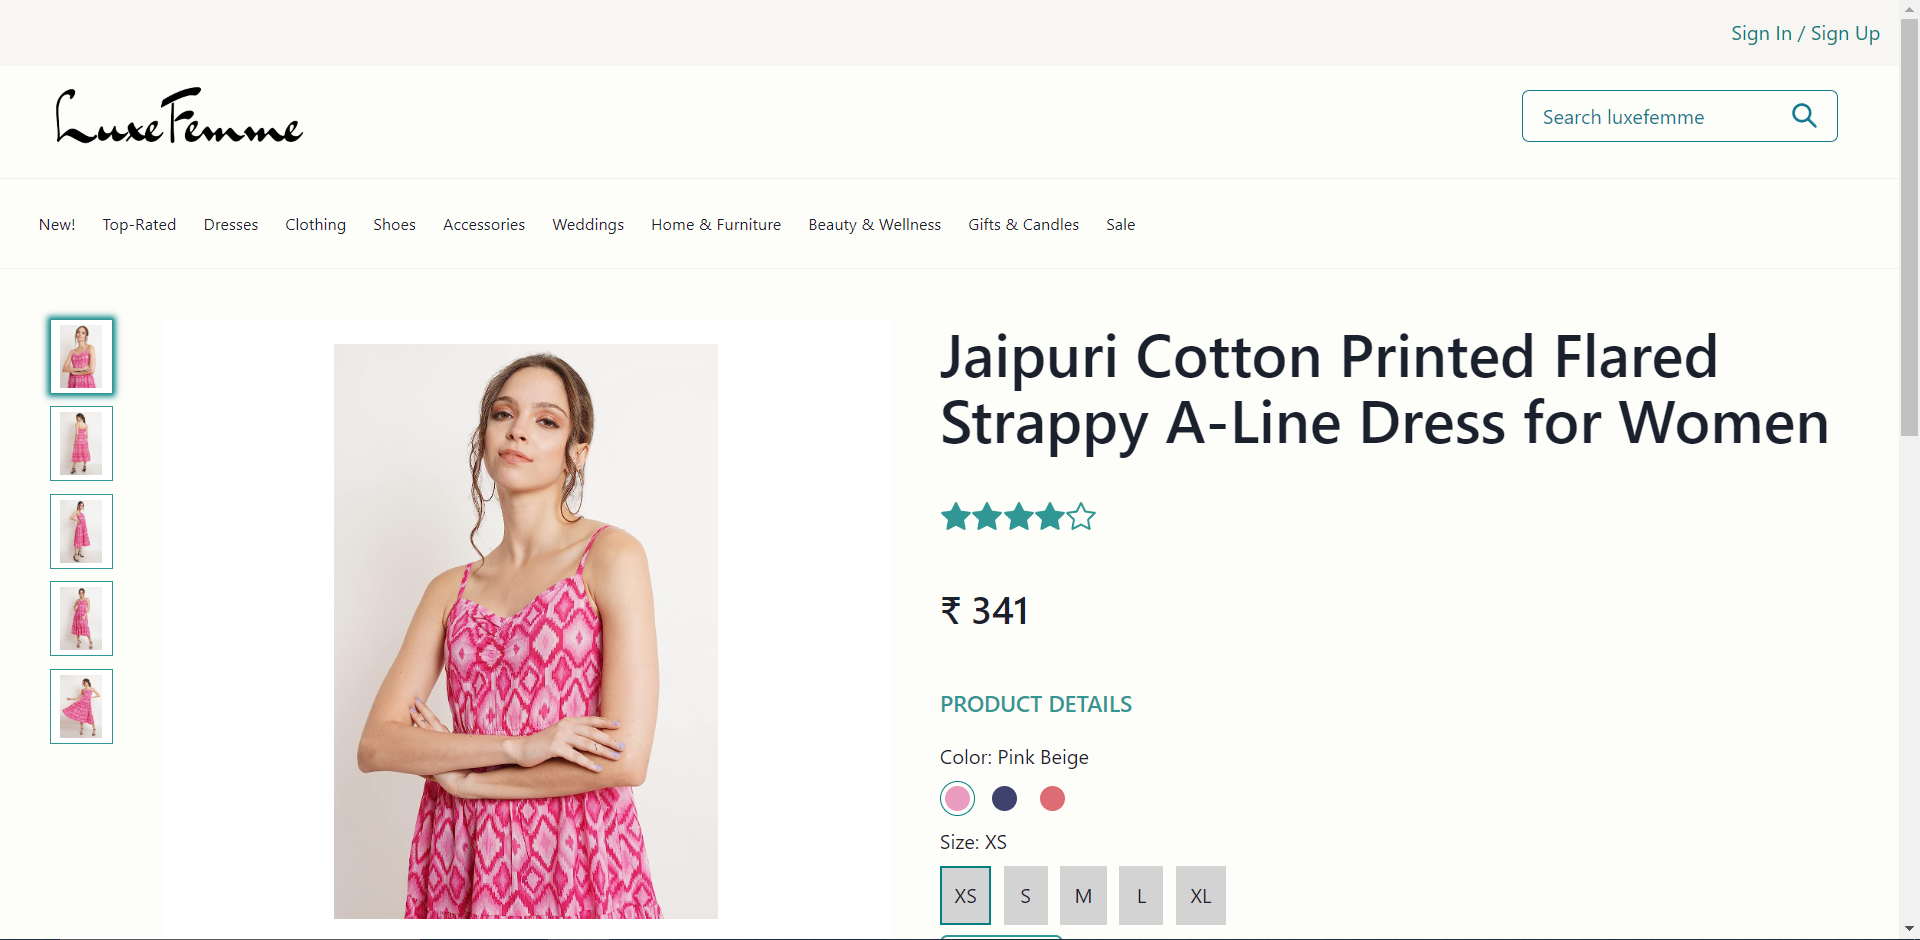 Sign In / Sign Up
LuxeFemme
Search luxefemme
New! Top-Rated Dresses Clothing Shoes Accessories Weddings Home & Furniture Beauty & Wellness Gifts & Candles Sale
Jaipuri Cotton Printed Flared
Strappy A-Line Dress for Women
₹ 341
PRODUCT DETAILS
Color: Pink Beige
Size: XS
XS S M L XL